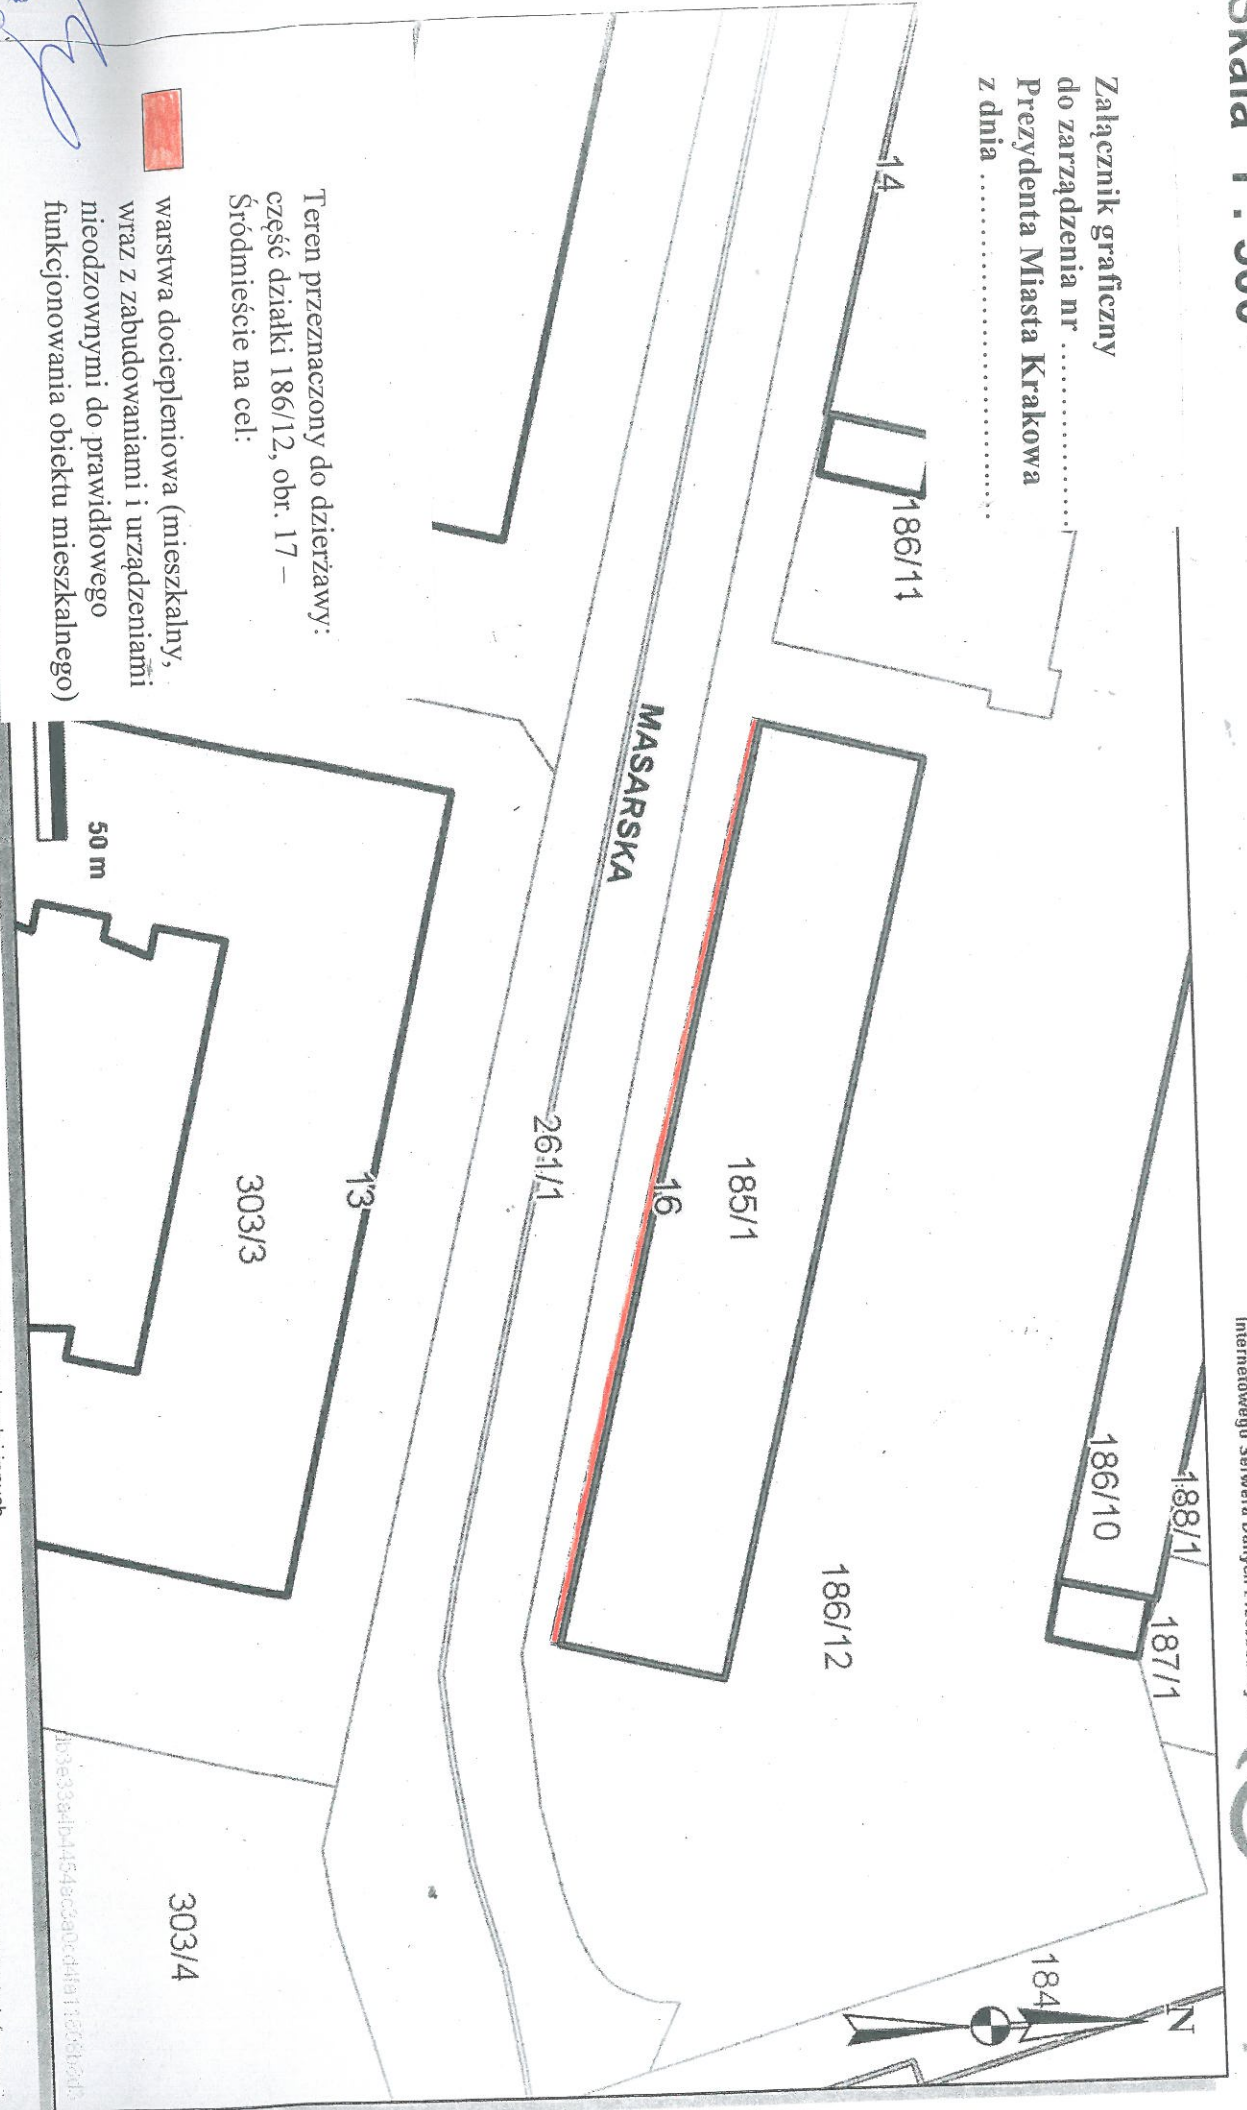 Skala 1 : 500
Załącznik graficzny
do zarządzenia nr ................
Prezydenta Miasta Krakowa
z dnia ..................................
14
186/11
188/1
187/1
186/10
186/12
184
N
185/1
16
MASARSKA
261/1
13
303/3
303/4
50 m
Teren przeznaczony do dzierżawy:
część działki 186/12, obr. 17 –
Śródmieście na cel:
warstwa dociepleniowa (mieszkalny,
wraz z zabudowaniami i urządzeniami
nieodzownymi do prawidłowego
funkcjonowania obiektu mieszkalnego)